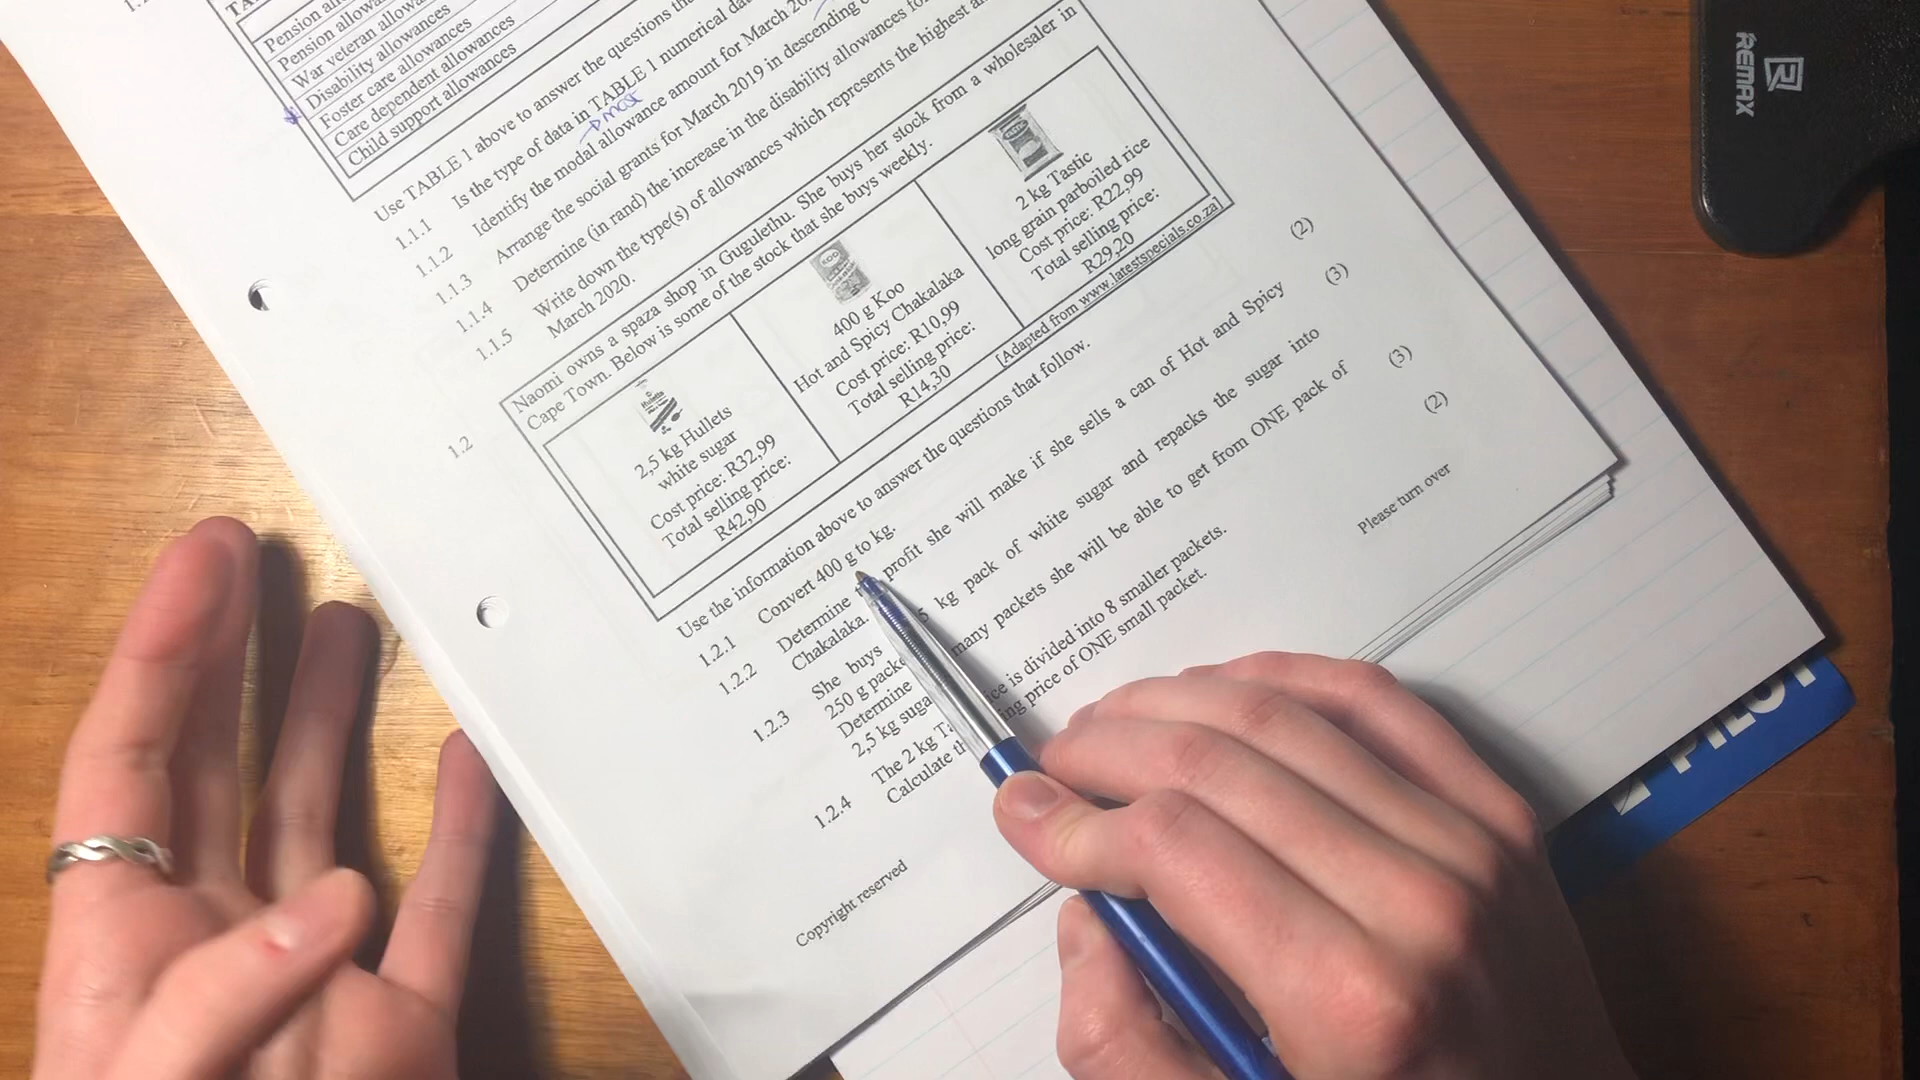 Pension allowa
War veteran allowa
Disability allowances
Foster care allowances
Care dependent allowances
Child support allowances
Use TABLE 1 above to answer the questions tha
1.1.1 Is the type of data in TABLE 1 numerical da
1.1.2 Identify the modal allowance amount for March 20
1.1.3 Arrange the social grants for March 2019 in descending
1.1.4 Determine (in rand) the increase in the disability allowances fo
1.1.5 Write down the type(s) of allowances which represents the highest a
March 2020.
1.2 Naomi owns a spaza shop in Gugulethu. She buys her stock from a wholesaler in
Cape Town. Below is some of the stock that she buys weekly.
2,5 kg Hullets
white sugar
Cost price: R32,99
Total selling price:
R42,90
400 g Koo
Hot and Spicy Chakalaka
Cost price: R10,99
Total selling price:
R14,30
2 kg Tastic
long grain parboiled rice
Cost price: R22,99
Total selling price:
R29,20
[Adapted from www.latestspecials.co.za]
Use the information above to answer the questions that follow.
1.2.1 Convert 400 g to kg. (2)
1.2.2 Determine profit she will make if she sells a can of Hot and Spicy
Chakalaka. (3)
1.2.3 She buys 5 kg pack of white sugar and repacks the sugar into
250 g packe
Determine many packets she will be able to get from ONE pack of
2,5 kg suga (3)
1.2.4 The 2 kg Ta ice is divided into 8 smaller packets.
Calculate th ing price of ONE small packet. (2)
Copyright reserved
Please turn over
REMAX
PILOT